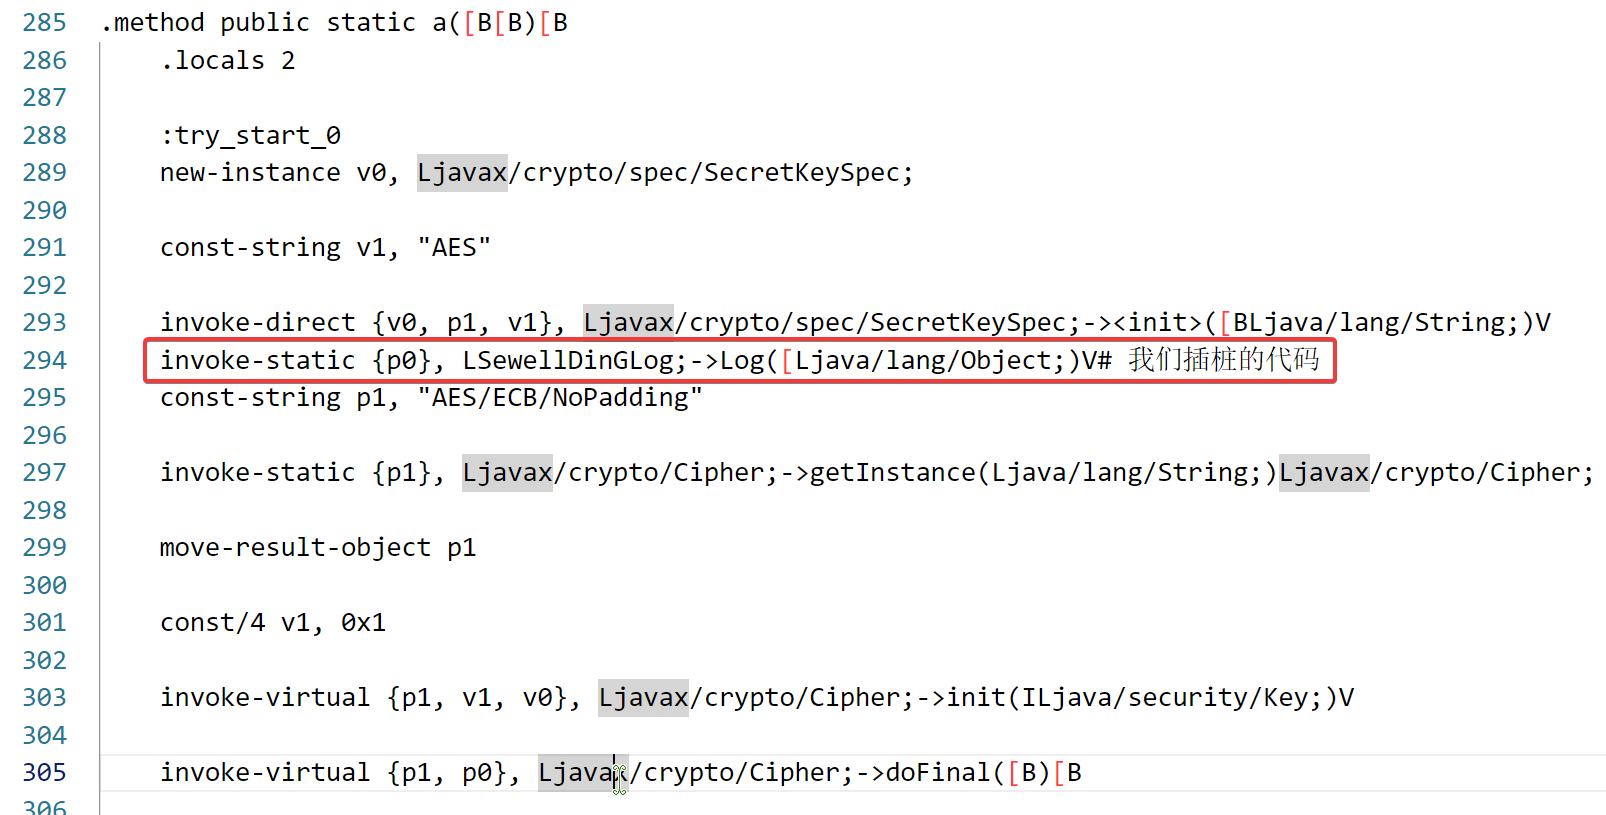 285 .method public static a([B[B)[B
286     .locals 2
287
288     :try_start_0
289     new-instance v0, Ljavax/crypto/spec/SecretKeySpec;
290
291     const-string v1, "AES"
292
293     invoke-direct {v0, p1, v1}, Ljavax/crypto/spec/SecretKeySpec;-><init>([BLjava/lang/String;)V
294     invoke-static {p0}, LSewellDinGLog;->Log([Ljava/lang/Object;)V# 我们插桩的代码
295     const-string p1, "AES/ECB/NoPadding"
296
297     invoke-static {p1}, Ljavax/crypto/Cipher;->getInstance(Ljava/lang/String;)Ljavax/crypto/Cipher;
298
299     move-result-object p1
300
301     const/4 v1, 0x1
302
303     invoke-virtual {p1, v1, v0}, Ljavax/crypto/Cipher;->init(ILjava/security/Key;)V
304
305     invoke-virtual {p1, p0}, Ljavax/crypto/Cipher;->doFinal([B)[B
306